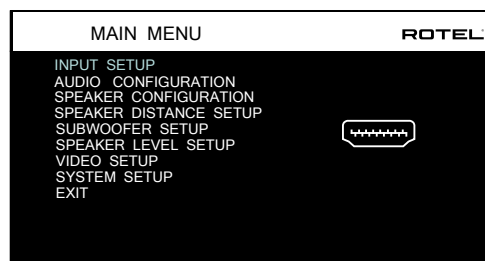 MAIN MENU
ROTEL
INPUT SETUP
AUDIO CONFIGURATION
SPEAKER CONFIGURATION
SPEAKER DISTANCE SETUP
SUBWOOFER SETUP
SPEAKER LEVEL SETUP
VIDEO SETUP
SYSTEM SETUP
EXIT